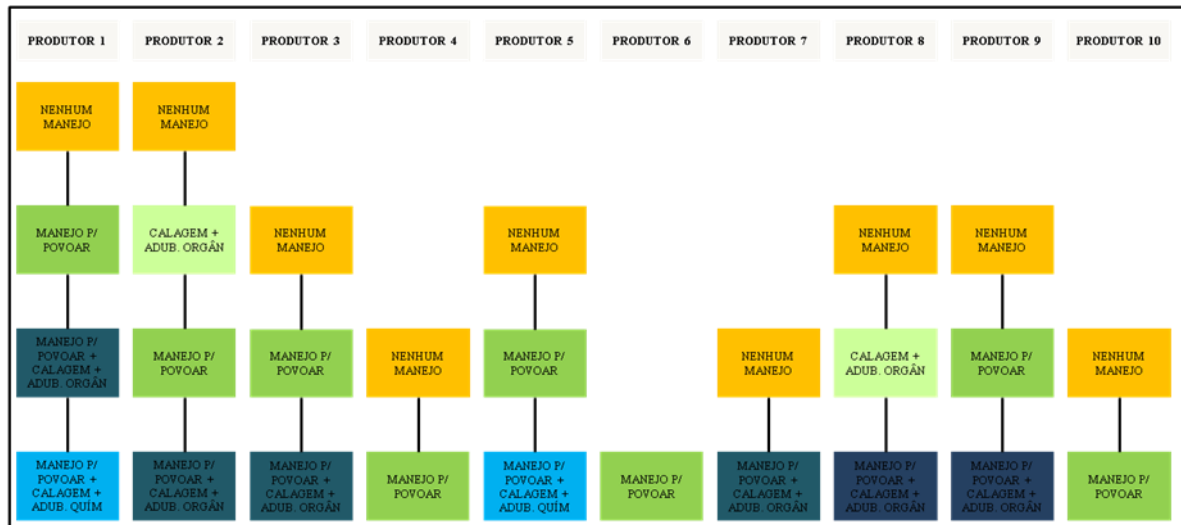 PRODUTOR 1 PRODUTOR 2 PRODUTOR 3 PRODUTOR 4 PRODUTOR 5 PRODUTOR 6 PRODUTOR 7 PRODUTOR 8 PRODUTOR 9 PRODUTOR 10
NENHUM
MANEJO
NENHUM
MANEJO
MANEJO P/
POVOAR
CALAGEM +
ADUB. ORGÂN
NENHUM
MANEJO
NENHUM
MANEJO
NENHUM
MANEJO
NENHUM
MANEJO
MANEJO P/
POVOAR +
CALAGEM +
ADUB. ORGÂN
MANEJO P/
POVOAR
MANEJO P/
POVOAR
NENHUM
MANEJO
MANEJO P/
POVOAR
NENHUM
MANEJO
CALAGEM +
ADUB. ORGÂN
MANEJO P/
POVOAR
NENHUM
MANEJO
MANEJO P/
POVOAR +
CALAGEM +
ADUB. QUÍM
MANEJO P/
POVOAR +
CALAGEM +
ADUB. ORGÂN
MANEJO P/
POVOAR +
CALAGEM +
ADUB. ORGÂN
MANEJO P/
POVOAR
MANEJO P/
POVOAR +
CALAGEM +
ADUB. QUÍM
MANEJO P/
POVOAR
MANEJO P/
POVOAR +
CALAGEM +
ADUB. ORGÂN
MANEJO P/
POVOAR +
CALAGEM +
ADUB. ORGÂN
MANEJO P/
POVOAR +
CALAGEM +
ADUB. ORGÂN
MANEJO P/
POVOAR